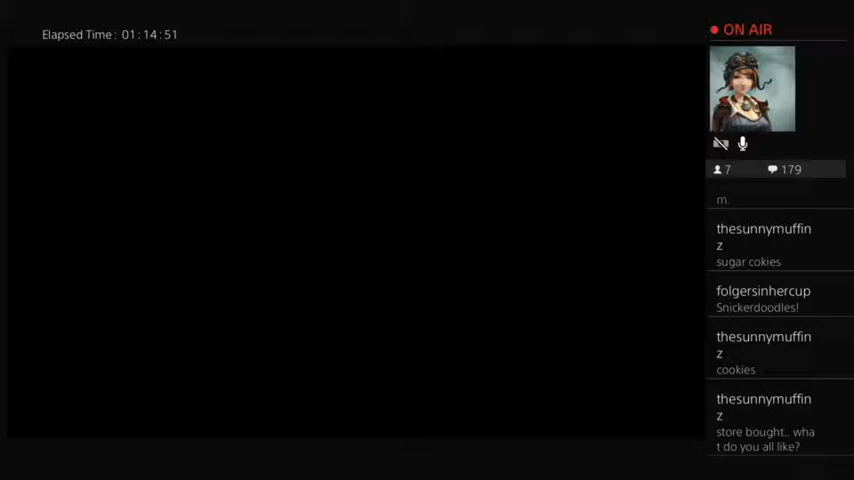 Elapsed Time: 01:14:51
ON AIR
7 179
m.
thesunnymuffin
z
sugar cokies
folgersinhercup
Snickerdoodles!
thesunnymuffin
z
cookies
thesunnymuffin
z
store bought.. wha
t do you all like?